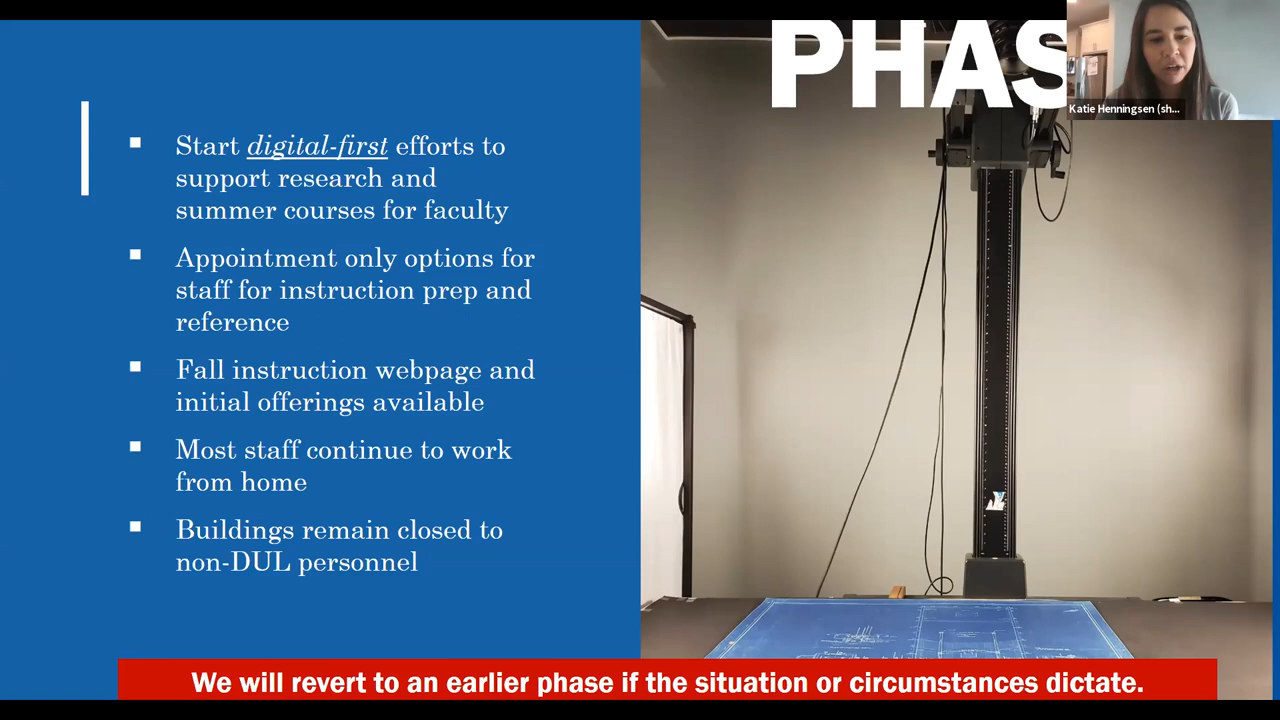 PHAS
Katie Henningsen (sh...
Start digital-first efforts to
support research and
summer courses for faculty
Appointment only options for
staff for instruction prep and
reference
Fall instruction webpage and
initial offerings available
Most staff continue to work
from home
Buildings remain closed to
non-DUL personnel
We will revert to an earlier phase if the situation or circumstances dictate.